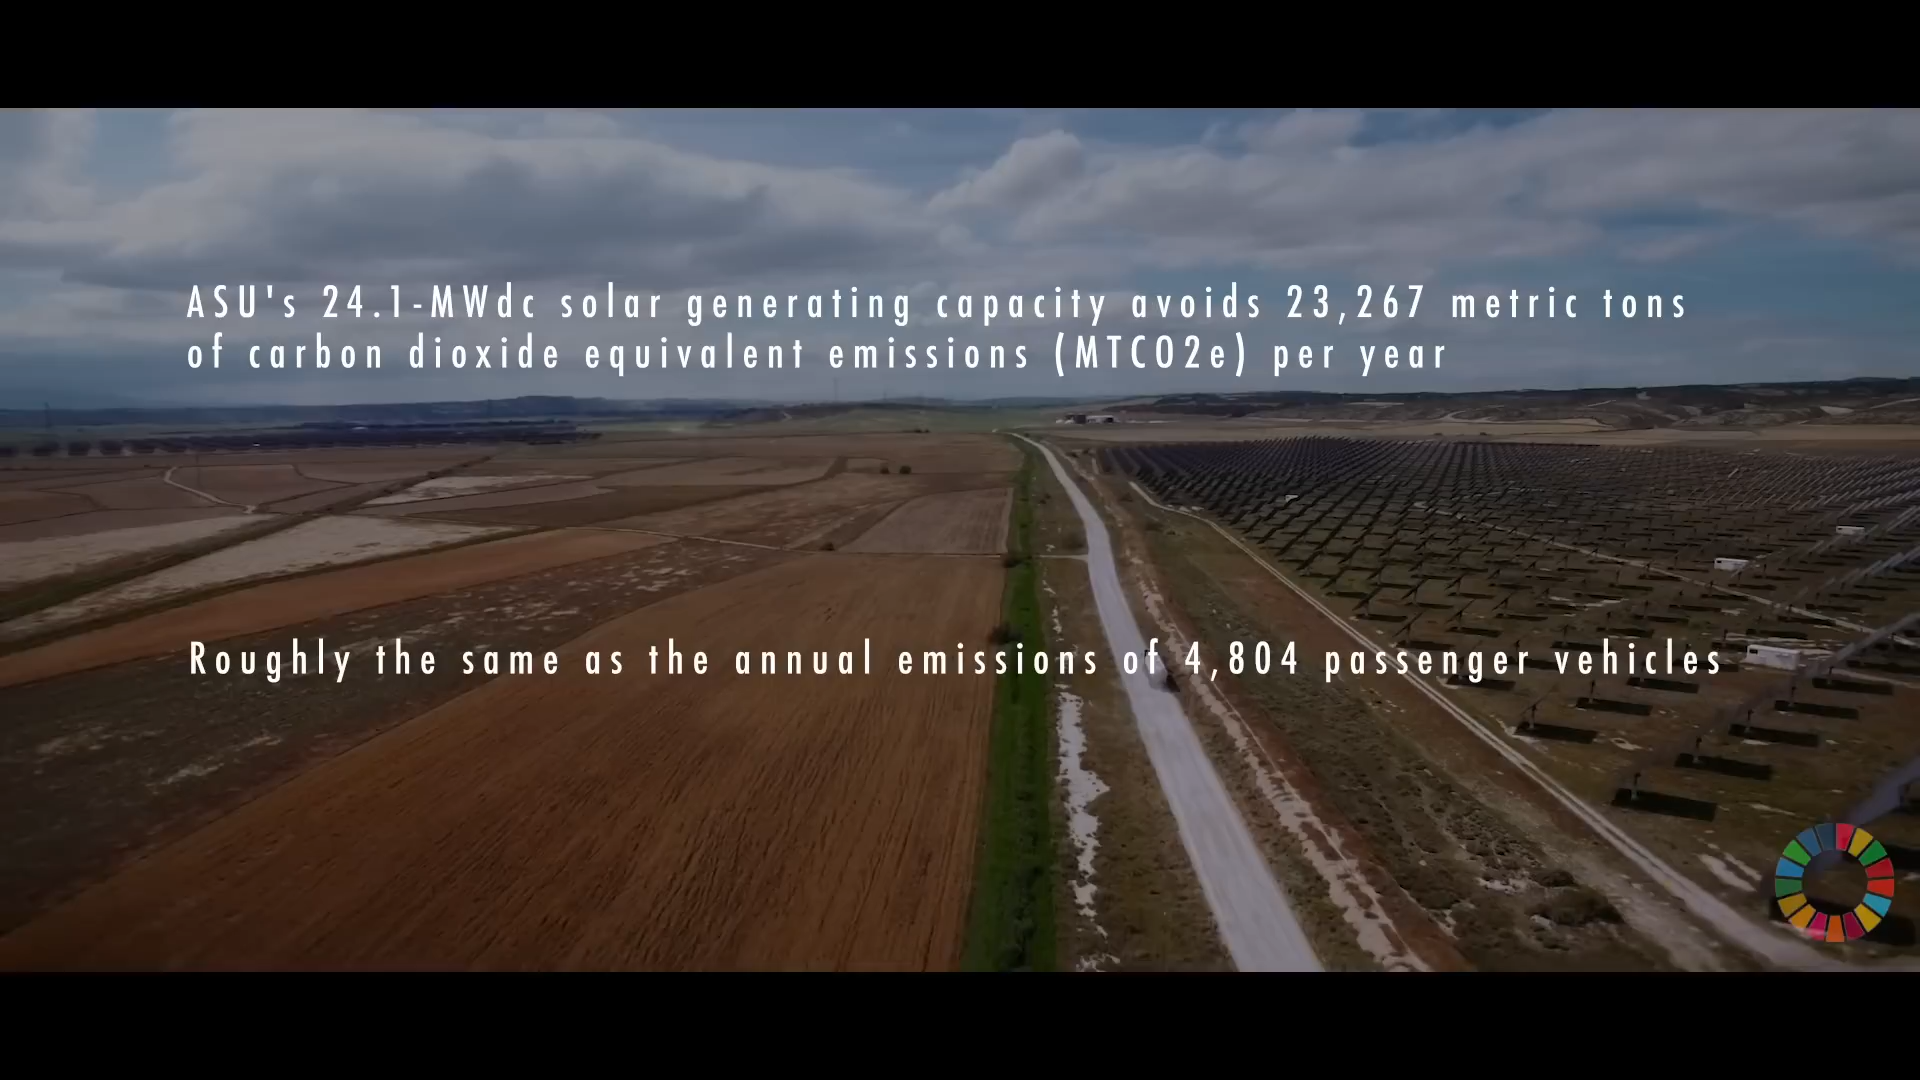 ASU's 24.1-MWdc solar generating capacity avoids 23,267 metric tons
of carbon dioxide equivalent emissions (MTCO2e) per year
Roughly the same as the annual emissions of 4,804 passenger vehicles